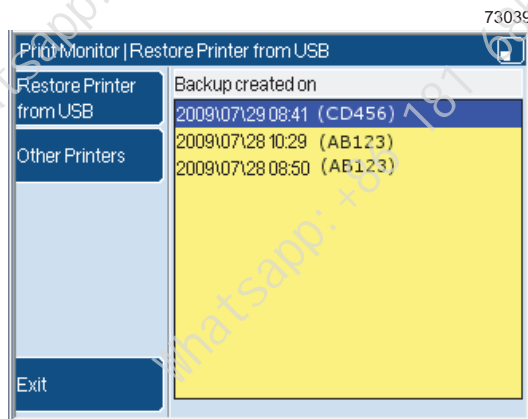 73039
Print Monitor | Restore Printer from USB
Restore Printer
from USB
Other Printers
Exit
Backup created on
2009\07\29 08:41 (CD456)
2009\07\28 10:29 (AB123)
2009\07\28 08:50 (AB123)